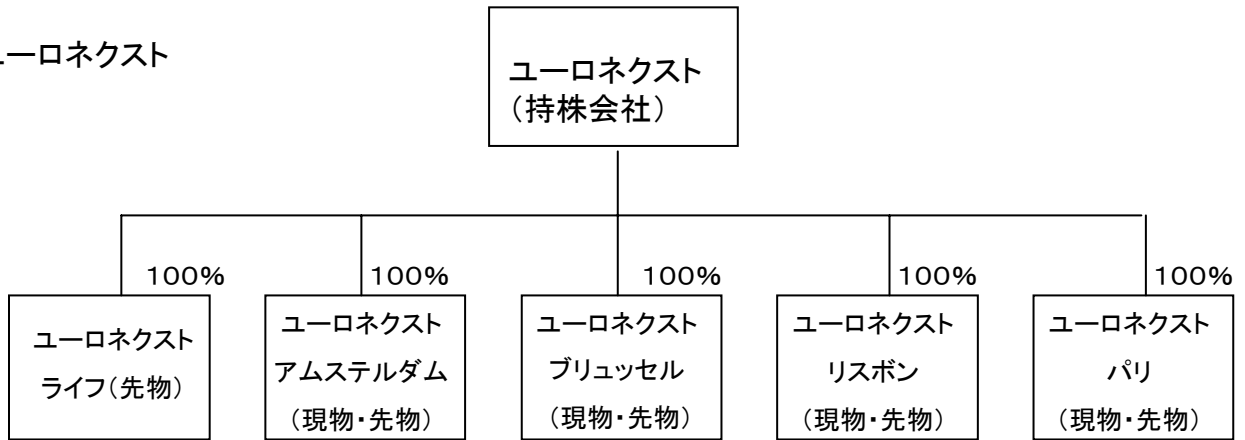 ーロネクスト
ユーロネクスト
(持株会社)
100%
100%
100%
100%
100%
ユーロネクスト
ライフ(先物)
ユーロネクスト
アムステルダム
(現物・先物)
ユーロネクスト
ブリュッセル
(現物・先物)
ユーロネクスト
リスボン
(現物・先物)
ユーロネクスト
パリ
(現物・先物)